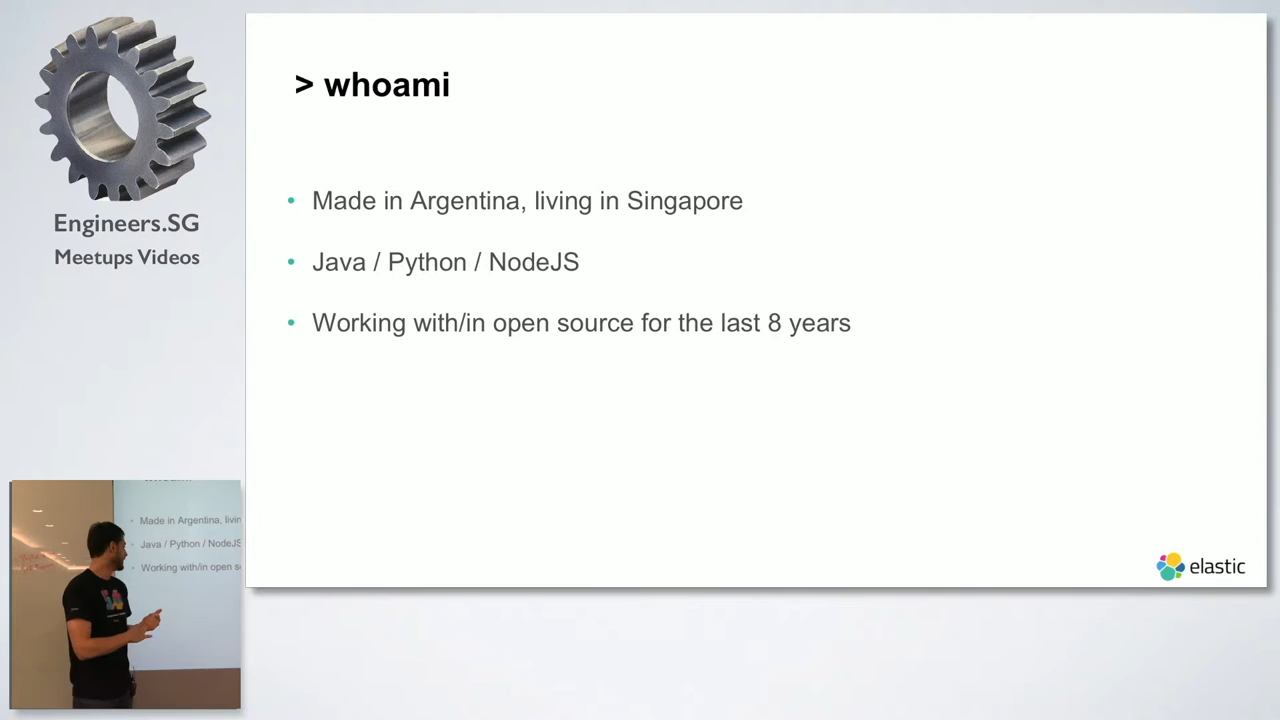 Engineers.SG
Meetups Videos
> whoami
• Made in Argentina, living in Singapore
• Java / Python / NodeJS
• Working with/in open source for the last 8 years
elastic
• Made in Argentina, livin
• Java / Python / NodeJS
• Working with/in open s